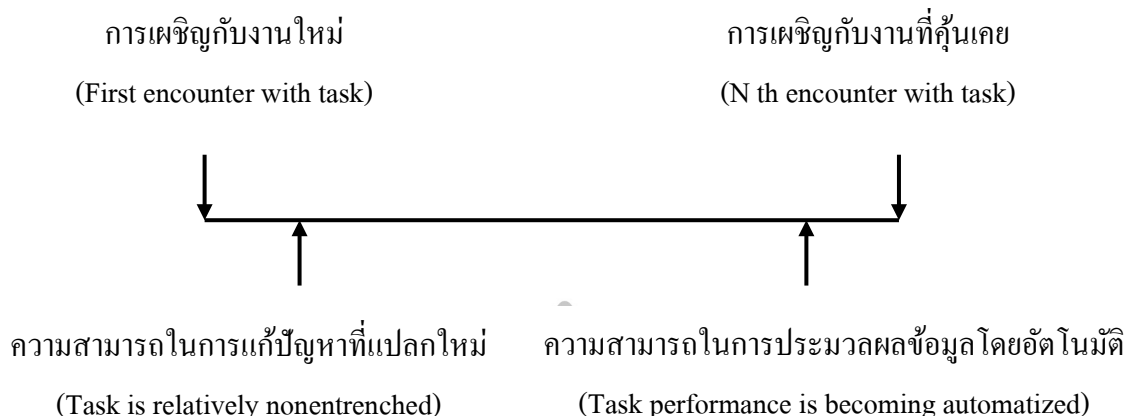 การเผชิญกับงานใหม่
(First encounter with task)
การเผชิญกับงานที่คุ้นเคย
(N th encounter with task)
ความสามารถในการแก้ปัญหาที่แปลกใหม่
(Task is relatively nonentrenched)
ความสามารถในการประมวลผลข้อมูลโดยอัตโนมัติ
(Task performance is becoming automatized)